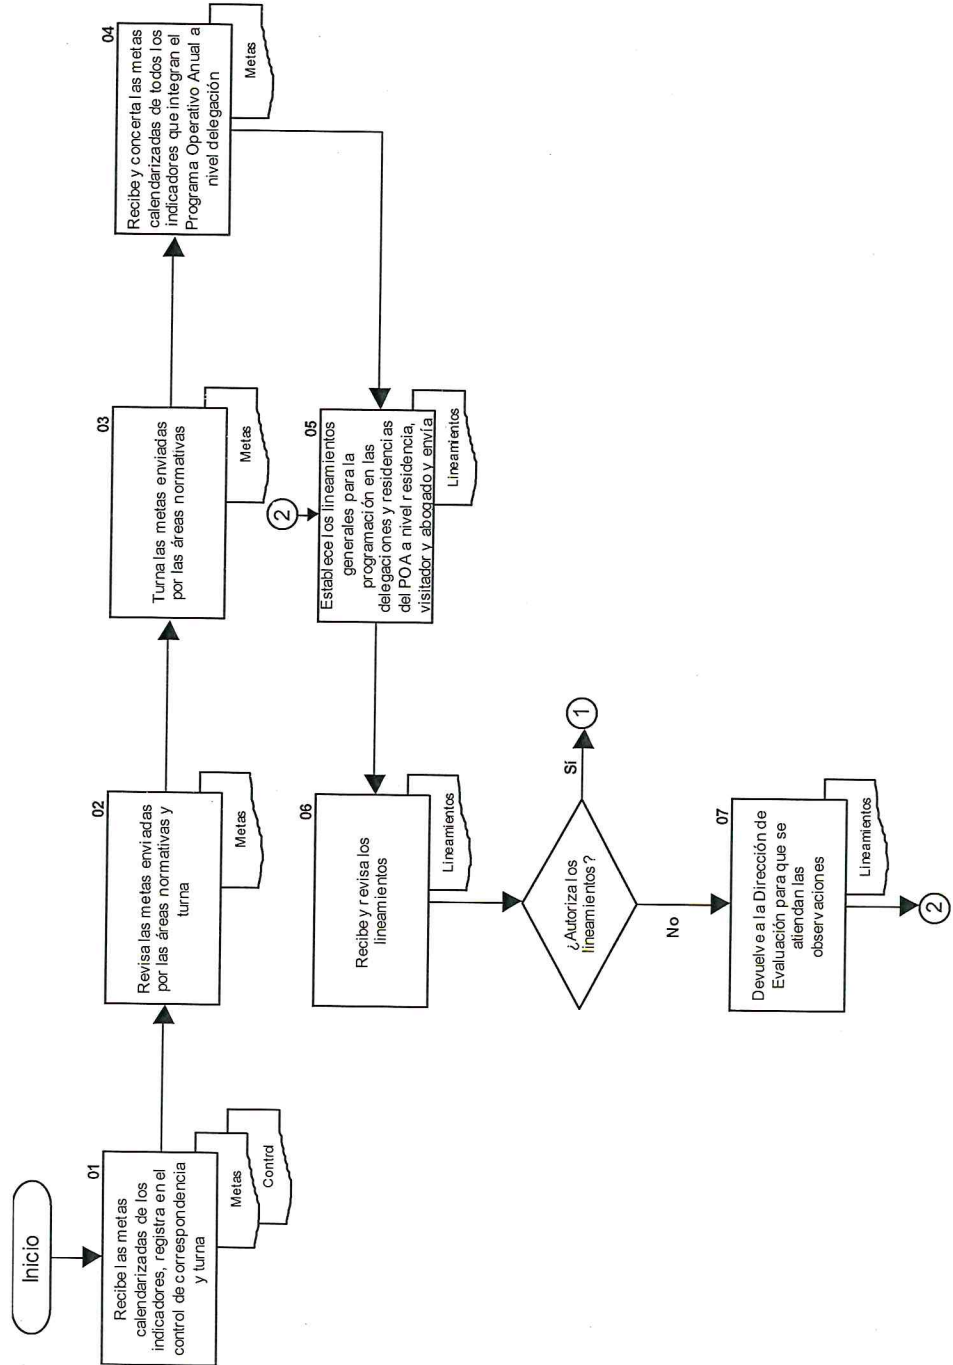 Inicio
01
Recibe las metas
calendarizadas de los
indicadores, registra en el
control de correspondencia
y turna
Metas
Control
02
Revisa las metas enviadas
por las áreas normativas y
turna
Metas
03
Turna las metas enviadas
por las áreas normativas
Metas
04
Recibe y concerta las metas
calendarizadas de todos los
indicadores que integran el
Programa Operativo Anual a
nivel delegación
Metas
2
05
Establece los lineamientos
generales para la
programación en las
delegaciones y residencias
del POA a nivel residencia,
visitador y abogado y envía
Lineamientos
06
Recibe y revisa los
lineamientos
Lineamientos
¿Autoriza los
lineamientos?
Sí
1
No
07
Devuelve a la Dirección de
Evaluación para que se
atiendan las
observaciones
Lineamientos
2